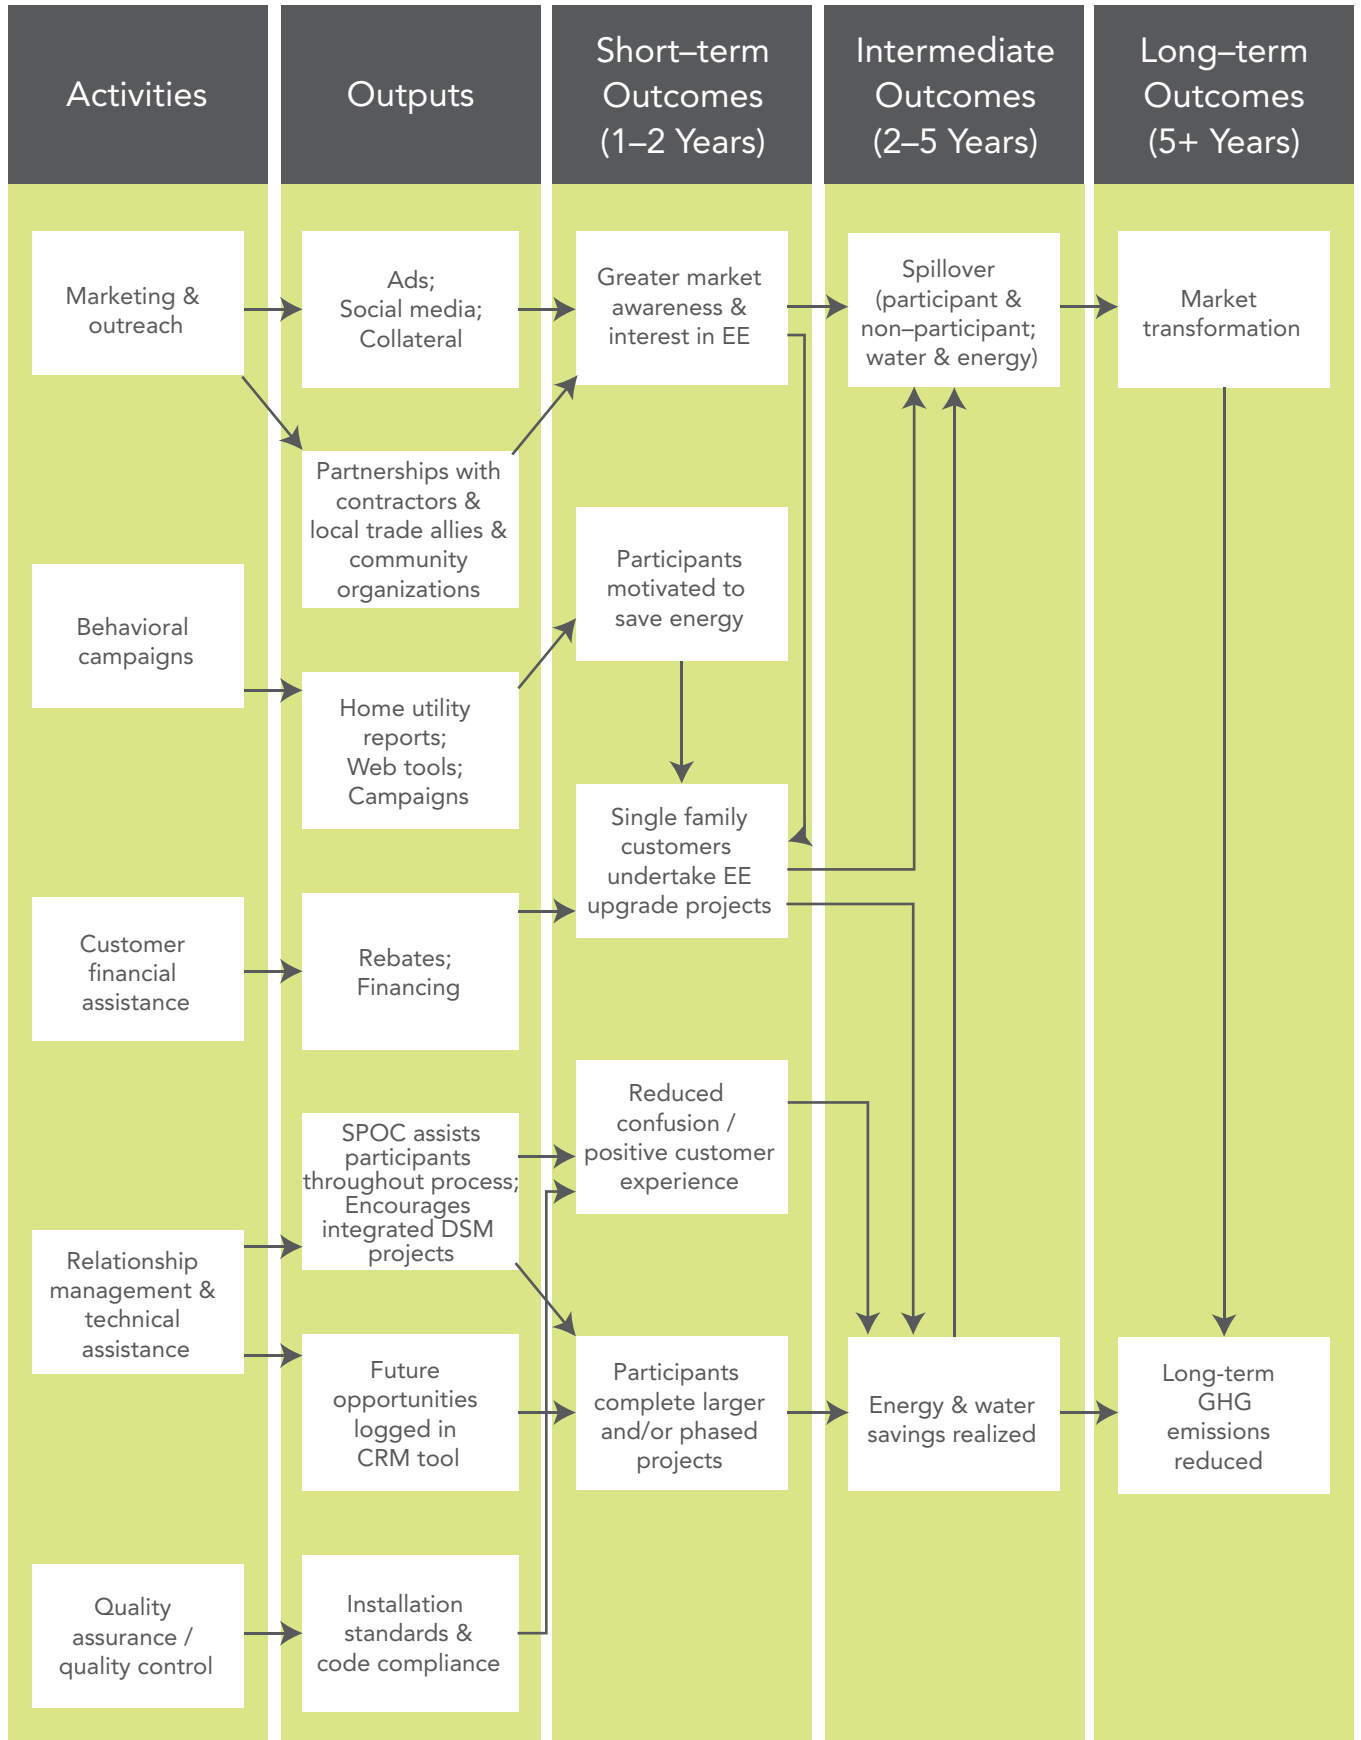 Activities
Outputs
Short–term
Outcomes
(1–2 Years)
Intermediate
Outcomes
(2–5 Years)
Long–term
Outcomes
(5+ Years)
Marketing &
outreach
Behavioral
campaigns
Customer
financial
assistance
Relationship
management &
technical
assistance
Quality
assurance /
quality control
Ads;
Social media;
Collateral
Partnerships with
contractors &
local trade allies &
community
organizations
Home utility
reports;
Web tools;
Campaigns
Rebates;
Financing
SPOC assists
participants
throughout process;
Encourages
integrated DSM
projects
Future
opportunities
logged in
CRM tool
Installation
standards &
code compliance
Greater market
awareness &
interest in EE
Participants
motivated to
save energy
Single family
customers
undertake EE
upgrade projects
Reduced
confusion /
positive customer
experience
Participants
complete larger
and/or phased
projects
Spillover
(participant &
non–participant;
water & energy)
Energy & water
savings realized
Market
transformation
Long-term
GHG
emissions
reduced